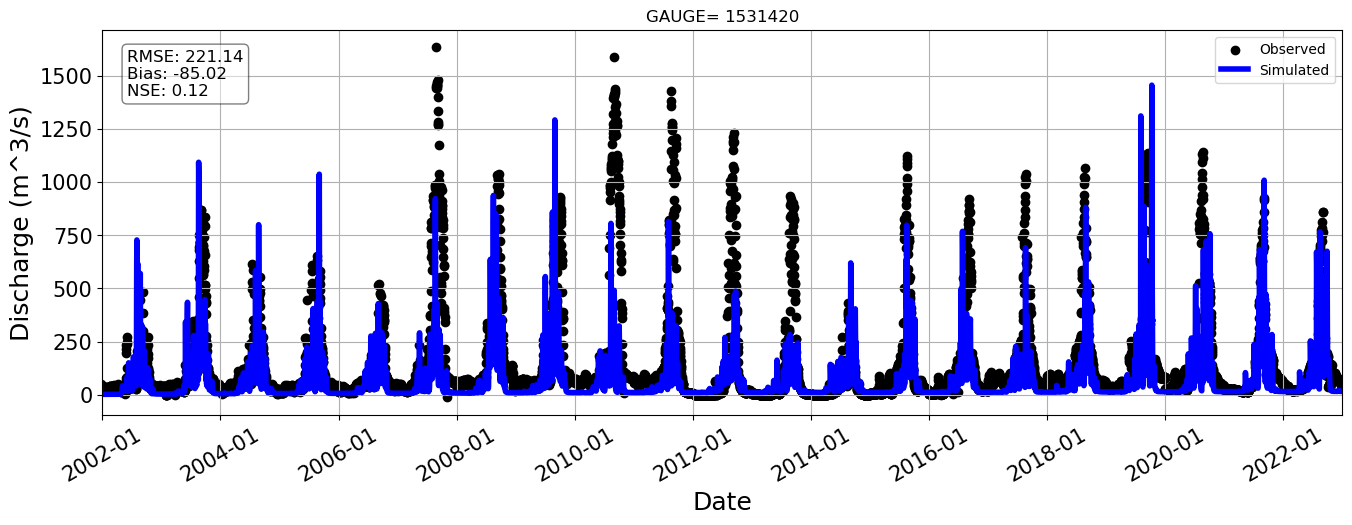 GAUGE= 1531420
RMSE: 221.14
Bias: -85.02
NSE: 0.12
Observed
Simulated
Discharge (m^3/s)
1500
1250
1000
750
500
250
0
2002-01
2004-01
2006-01
2008-01
2010-01
2012-01
2014-01
2016-01
2018-01
2020-01
2022-01
Date